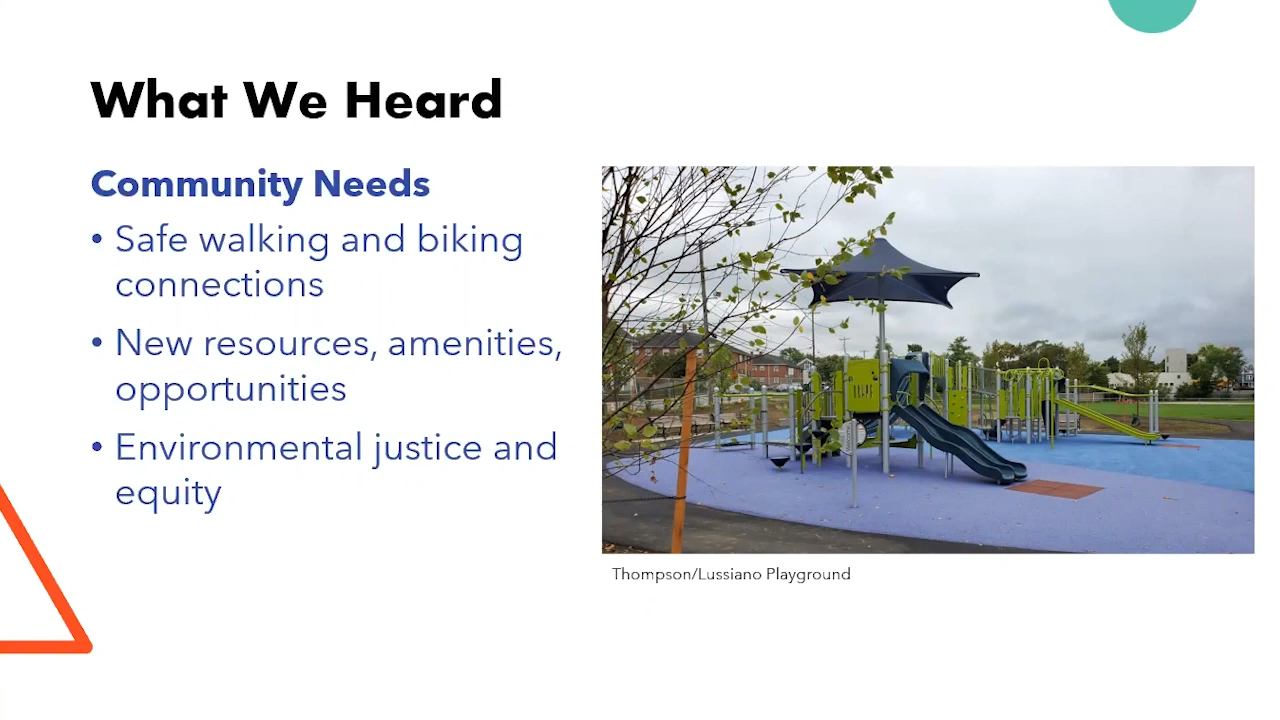 What We Heard
Community Needs
• Safe walking and biking
connections
• New resources, amenities,
opportunities
• Environmental justice and
equity
Thompson/Lussiano Playground